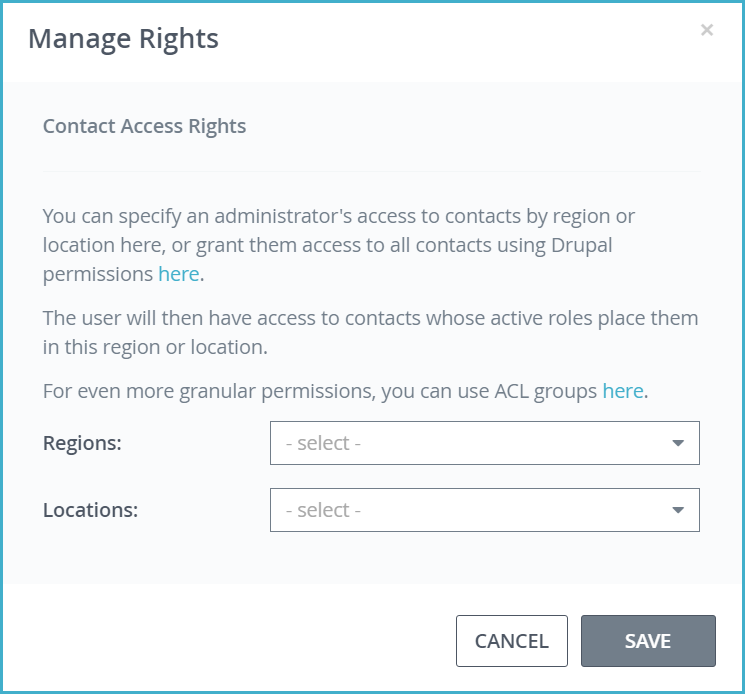 Manage Rights
×
Contact Access Rights
You can specify an administrator's access to contacts by region or
location here, or grant them access to all contacts using Drupal
permissions here.
The user will then have access to contacts whose active roles place them
in this region or location.
For even more granular permissions, you can use ACL groups here.
Regions: - select -
Locations: - select -
CANCEL SAVE